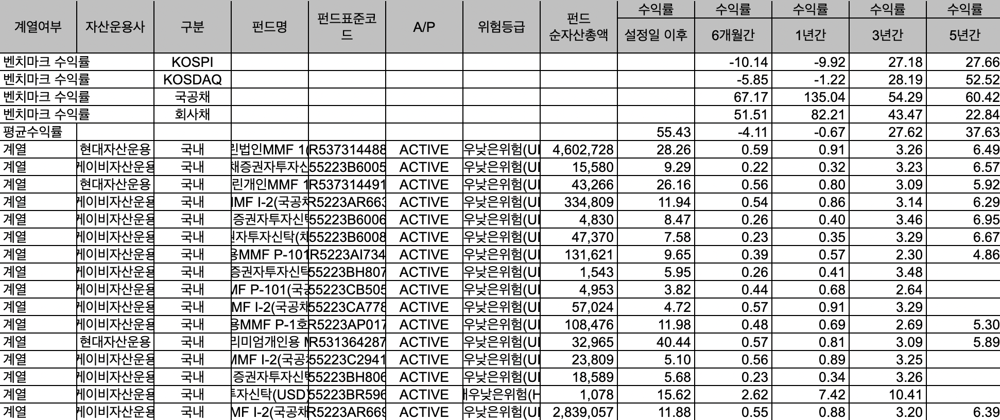 계열여부 자산운용사 구분 펀드명 펀드표준코드 A/P 위험등급 펀드 순자산총액 수익률 설정일 이후 수익률 6개월간 수익률 1년간 수익률 3년간 수익률 5년간
벤치마크 수익률 KOSPI -10.14 -9.92 27.18 27.66
벤치마크 수익률 KOSDAQ -5.85 -1.22 28.19 52.52
벤치마크 수익률 국공채 67.17 135.04 54.29 60.42
벤치마크 수익률 회사채 51.51 82.21 43.47 22.84
평균수익률 55.43 -4.11 -0.67 27.62 37.63
계열 현대자산운용 국내 린법인MMF 1( R537314488 ACTIVE 우낮은위험(UI 4,602,728 28.26 0.59 0.91 3.26 6.49
계열 케이비자산운용 국내 채증권자투자신 55223B6005 ACTIVE 우낮은위험(UI 15,580 9.29 0.22 0.32 3.23 6.57
계열 현대자산운용 국내 린개인MMF 1 R537314491 ACTIVE 우낮은위험(UI 43,266 26.16 0.56 0.80 3.09 5.92
계열 케이비자산운용 국내 MF I-2(국공채 R5223AR663 ACTIVE 우낮은위험(UI 334,809 11.94 0.54 0.86 3.14 6.29
계열 케이비자산운용 국내 증권자투자신탁 55223B6006 ACTIVE 우낮은위험(UI 4,830 8.47 0.26 0.40 3.46 6.95
계열 케이비자산운용 국내 권자투자신탁(채 55223B6008 ACTIVE 우낮은위험(UI 47,370 7.58 0.23 0.35 3.29 6.67
계열 케이비자산운용 국내 용MMF P-101 R5223AI734 ACTIVE 우낮은위험(UI 131,621 9.65 0.39 0.57 2.30 4.86
계열 케이비자산운용 국내 증권자투자신탁 55223BH807 ACTIVE 우낮은위험(UI 1,543 5.95 0.26 0.41 3.48
계열 케이비자산운용 국내 MF P-101(국공 55223CB505 ACTIVE 우낮은위험(UI 4,953 3.82 0.44 0.68 2.64
계열 케이비자산운용 국내 MF I-2(국공채 55223CA778 ACTIVE 우낮은위험(UI 57,024 4.72 0.57 0.91 3.29
계열 케이비자산운용 국내 용MMF P-1호 R5223AP017 ACTIVE 우낮은위험(UI 108,476 11.98 0.48 0.69 2.69 5.30
계열 현대자산운용 국내 리미엄개인용 M R531364287 ACTIVE 우낮은위험(UI 32,965 40.44 0.57 0.81 3.09 5.89
계열 케이비자산운용 국내 MMF I-2(국공채 55223C2941 ACTIVE 우낮은위험(UI 23,809 5.10 0.56 0.89 3.25
계열 케이비자산운용 국내 증권자투자신탁 55223BH806 ACTIVE 우낮은위험(UI 18,589 5.68 0.23 0.34 3.26
계열 케이비자산운용 국내 투자신탁(USD) 55223BR596 ACTIVE 매우낮은위험(H 1,078 15.62 2.62 7.42 10.41
계열 케이비자산운용 국내 MF I-2(국공채 R5223AR669 ACTIVE 우낮은위험(UI 2,839,057 11.88 0.55 0.88 3.20 6.39